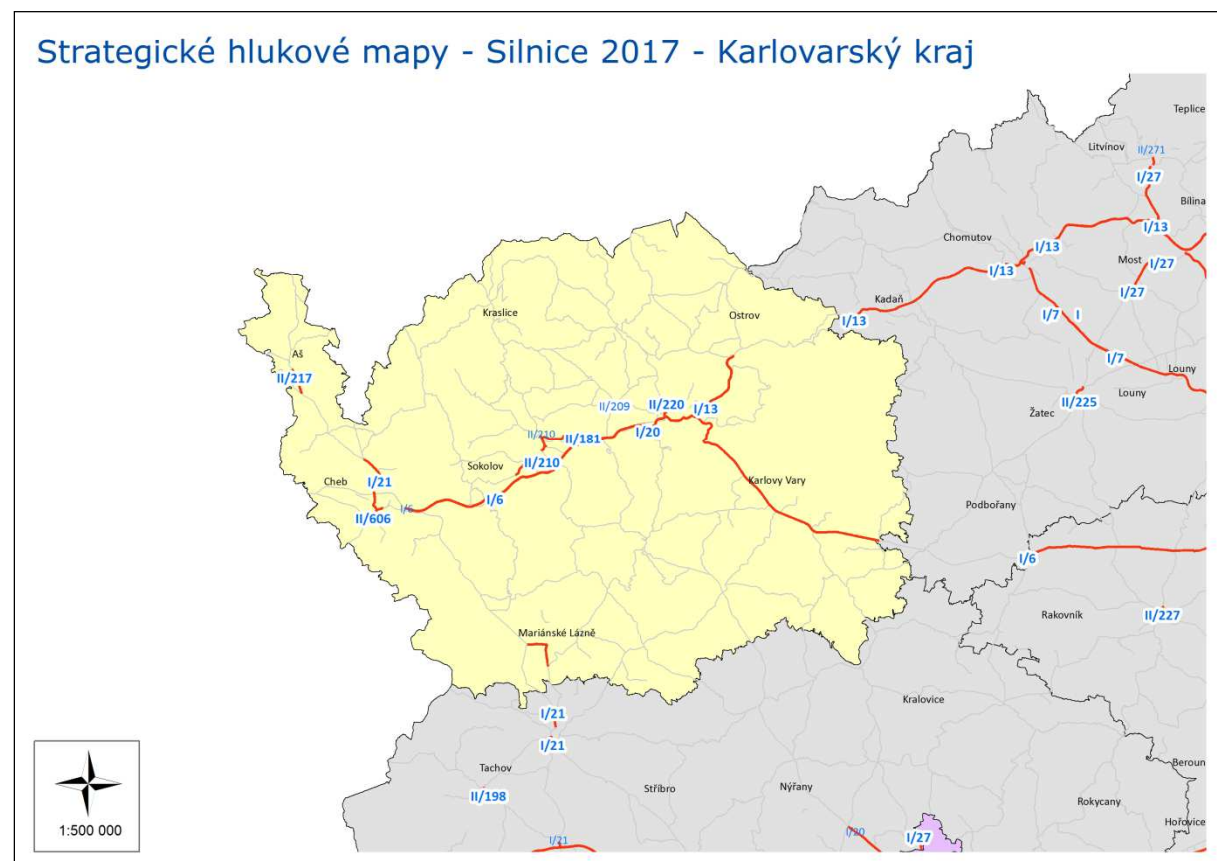 Strategické hlukové mapy - Silnice 2017 - Karlovarský kraj
Teplice
Litvínov
II/271
I/27
Bílina
I/13
Chomutov
I/13
Most
I/27
I/13
I/27
Kadaň
I/13
I/7
I
Kraslice
Ostrov
Aš
II/217
I/7
Louny
Louny
Žatec
II/225
II/209
II/220
I/13
I/20
II/210
II/181
Sokolov
II/210
Cheb
I/21
Karlovy Vary
I/6
I/6
II/606
Podbořany
I/6
Rakovník
II/227
Mariánské Lázně
Kralovice
I/21
I/21
Tachov
II/198
Stříbro
Nýřany
Beroun
Rokycany
Hořovice
1:500 000
I/21
I/20
I/27